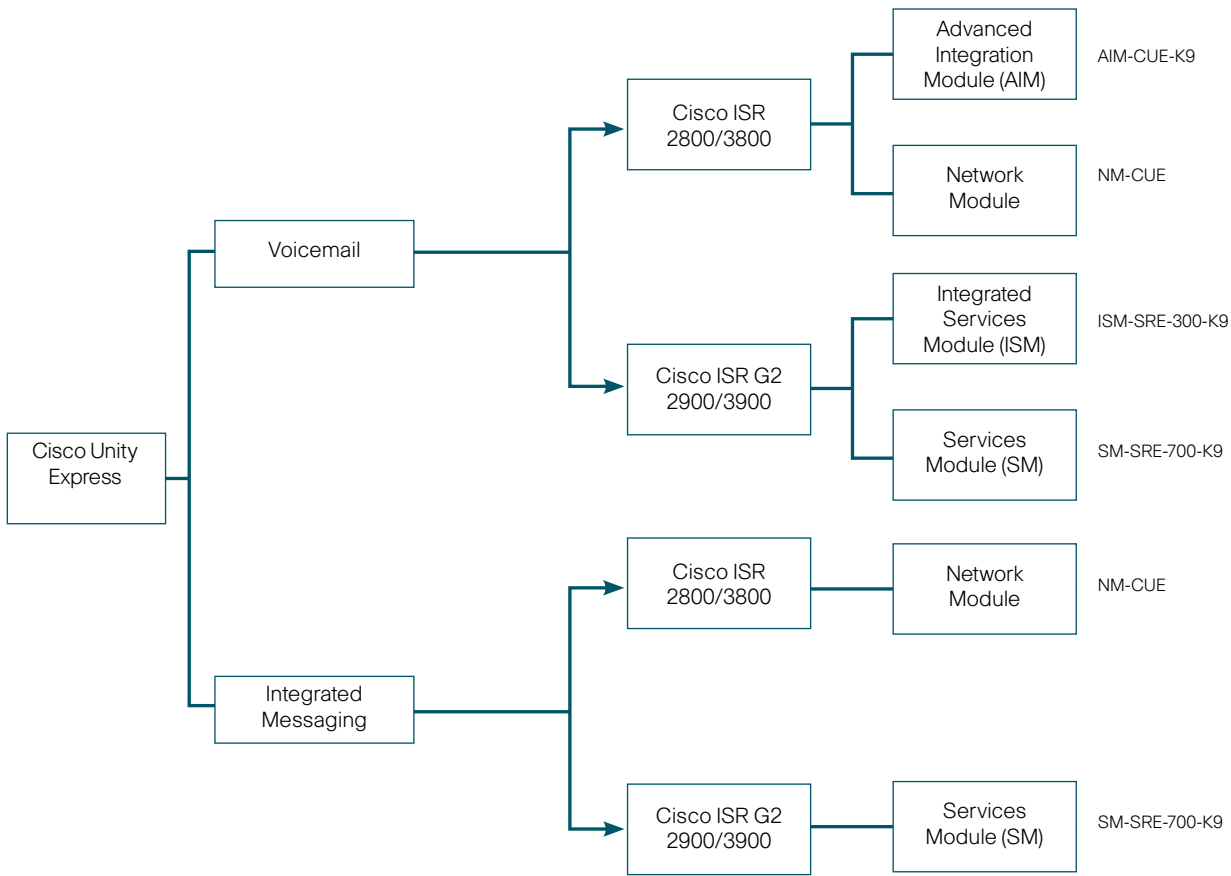 Cisco Unity
Express
Voicemail
Cisco ISR
2800/3800
Advanced
Integration
Module (AIM)
AIM-CUE-K9
Network
Module
NM-CUE
Cisco ISR G2
2900/3900
Integrated
Services
Module (ISM)
ISM-SRE-300-K9
Services
Module (SM)
SM-SRE-700-K9
Integrated
Messaging
Cisco ISR
2800/3800
Network
Module
NM-CUE
Cisco ISR G2
2900/3900
Services
Module (SM)
SM-SRE-700-K9